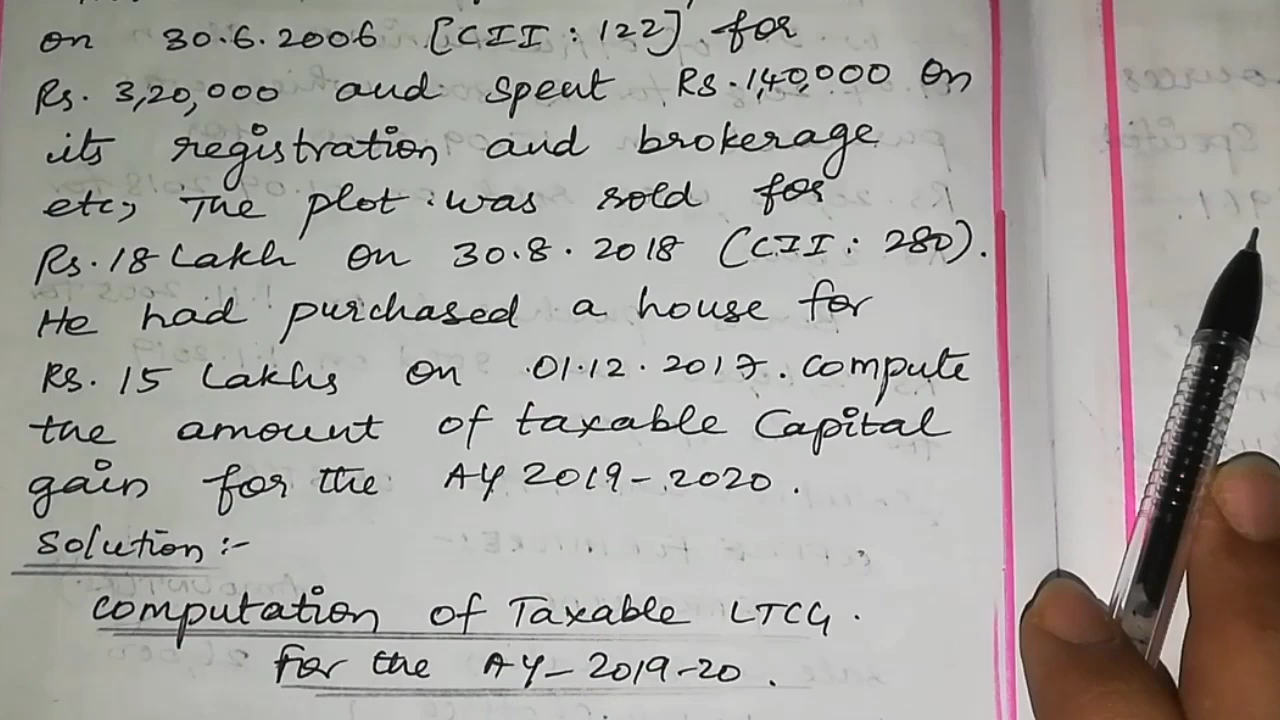 on 30.6.2006 [CII : 122] for
Rs. 3,20,000 and spent Rs.1,40,000 on
its registration and brokerage
etc, The plot was sold for
Rs.18 Lakh on 30.8.2018 (CII: 280).
He had purchased a house for
Rs. 15 Lakhs on 01.12.2017. compute
the amount of taxable Capital
gain for the AY 2019-2020.
Solution:-
computation of Taxable LTCG.
for the AY-2019-20.